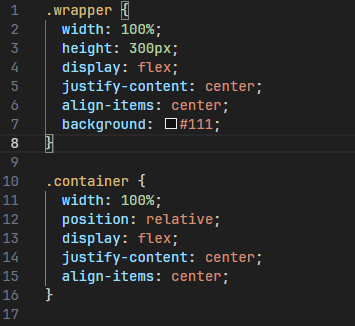 1 .wrapper {
2 width: 100%;
3 height: 300px;
4 display: flex;
5 justify-content: center;
6 align-items: center;
7 background: #111;
8 }
9
10 .container {
11 width: 100%;
12 position: relative;
13 display: flex;
14 justify-content: center;
15 align-items: center;
16 }
17